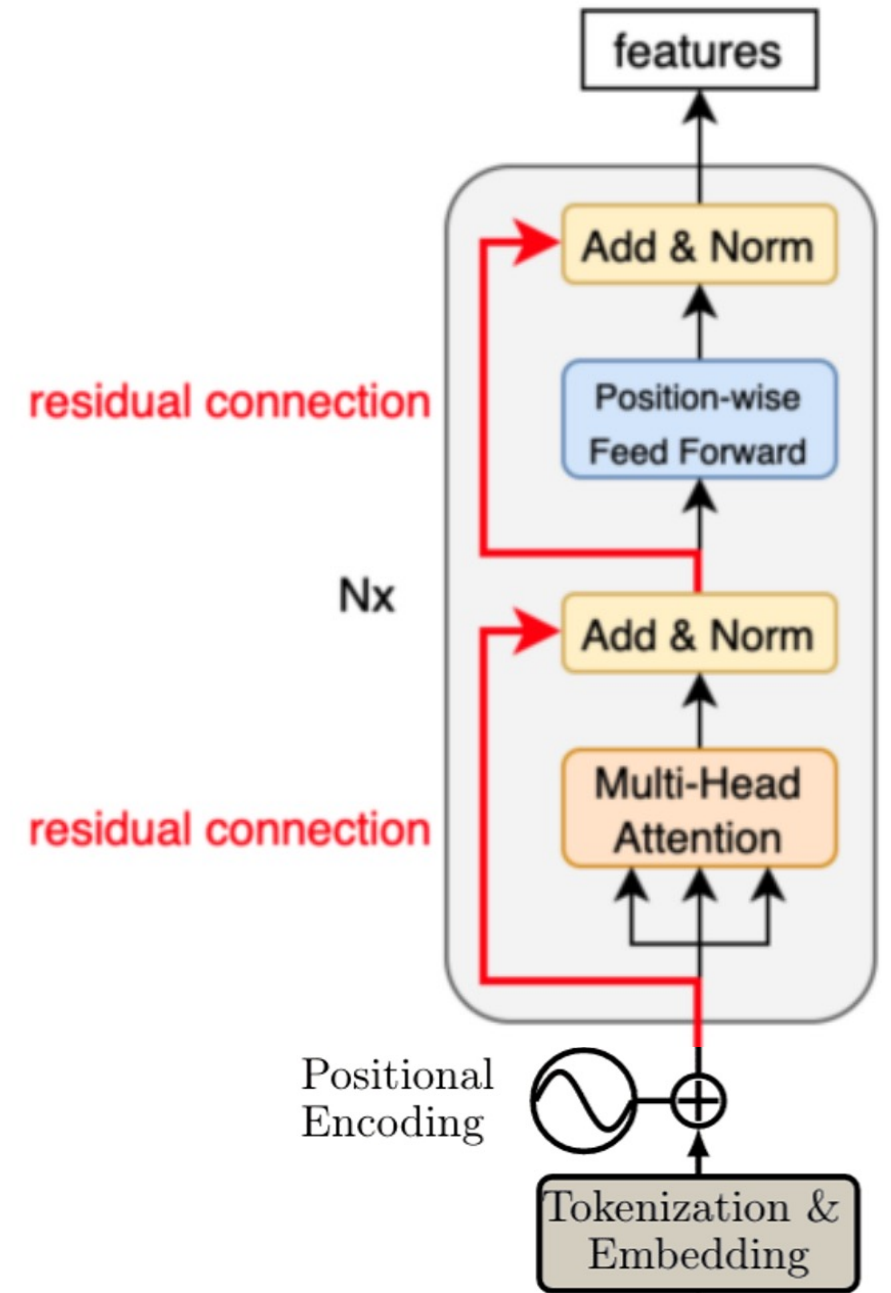 features
Add & Norm
residual connection
Position-wise
Feed Forward
Nx
Add & Norm
residual connection
Multi-Head
Attention
Positional
Encoding
Tokenization &
Embedding